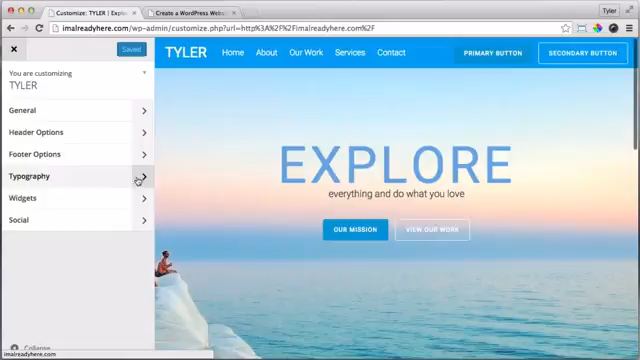 Customize: TYLER | Explo
Create a WordPress Webs
Tyler
imalreadyhere.com/wp-admin/customize.php?url=http%3A%2F%2Fimalreadyhere.com%2F
Saved
You are customizing
TYLER
General
Header Options
Footer Options
Typography
Widgets
Social
Collapse
imalreadyhere.com
TYLER
Home
About
Our Work
Services
Contact
PRIMARY BUTTON
SECONDARY BUTTON
EXPLORE
everything and do what you love
OUR MISSION
VIEW OUR WORK